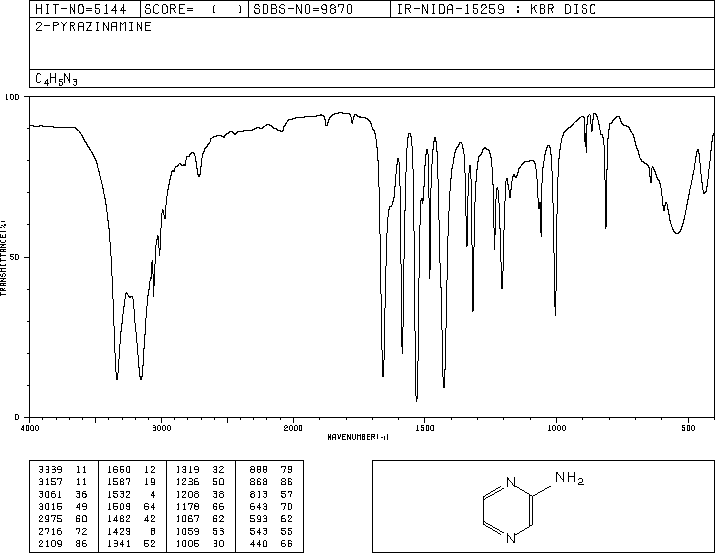 HIT-NO=5144 SCORE= ( ) SDBS-NO=9870 IR-NIDA-15259 : KBR DISC
2-PYRAZINAMINE
C4H5N3
100
50
0
TRANSMITTANCE(%)
4000 3000 2000 1500 1000 500
WAVENUMBER(-1)
3339 11 1660 12 1319 32 888 79
3157 11 1587 19 1236 50 868 86
3061 36 1532 4 1208 38 813 57
3015 49 1509 64 1178 66 643 70
2975 60 1482 42 1067 62 593 62
2716 72 1429 8 1059 53 543 55
2109 86 1341 52 1006 30 440 66
N NH2
N